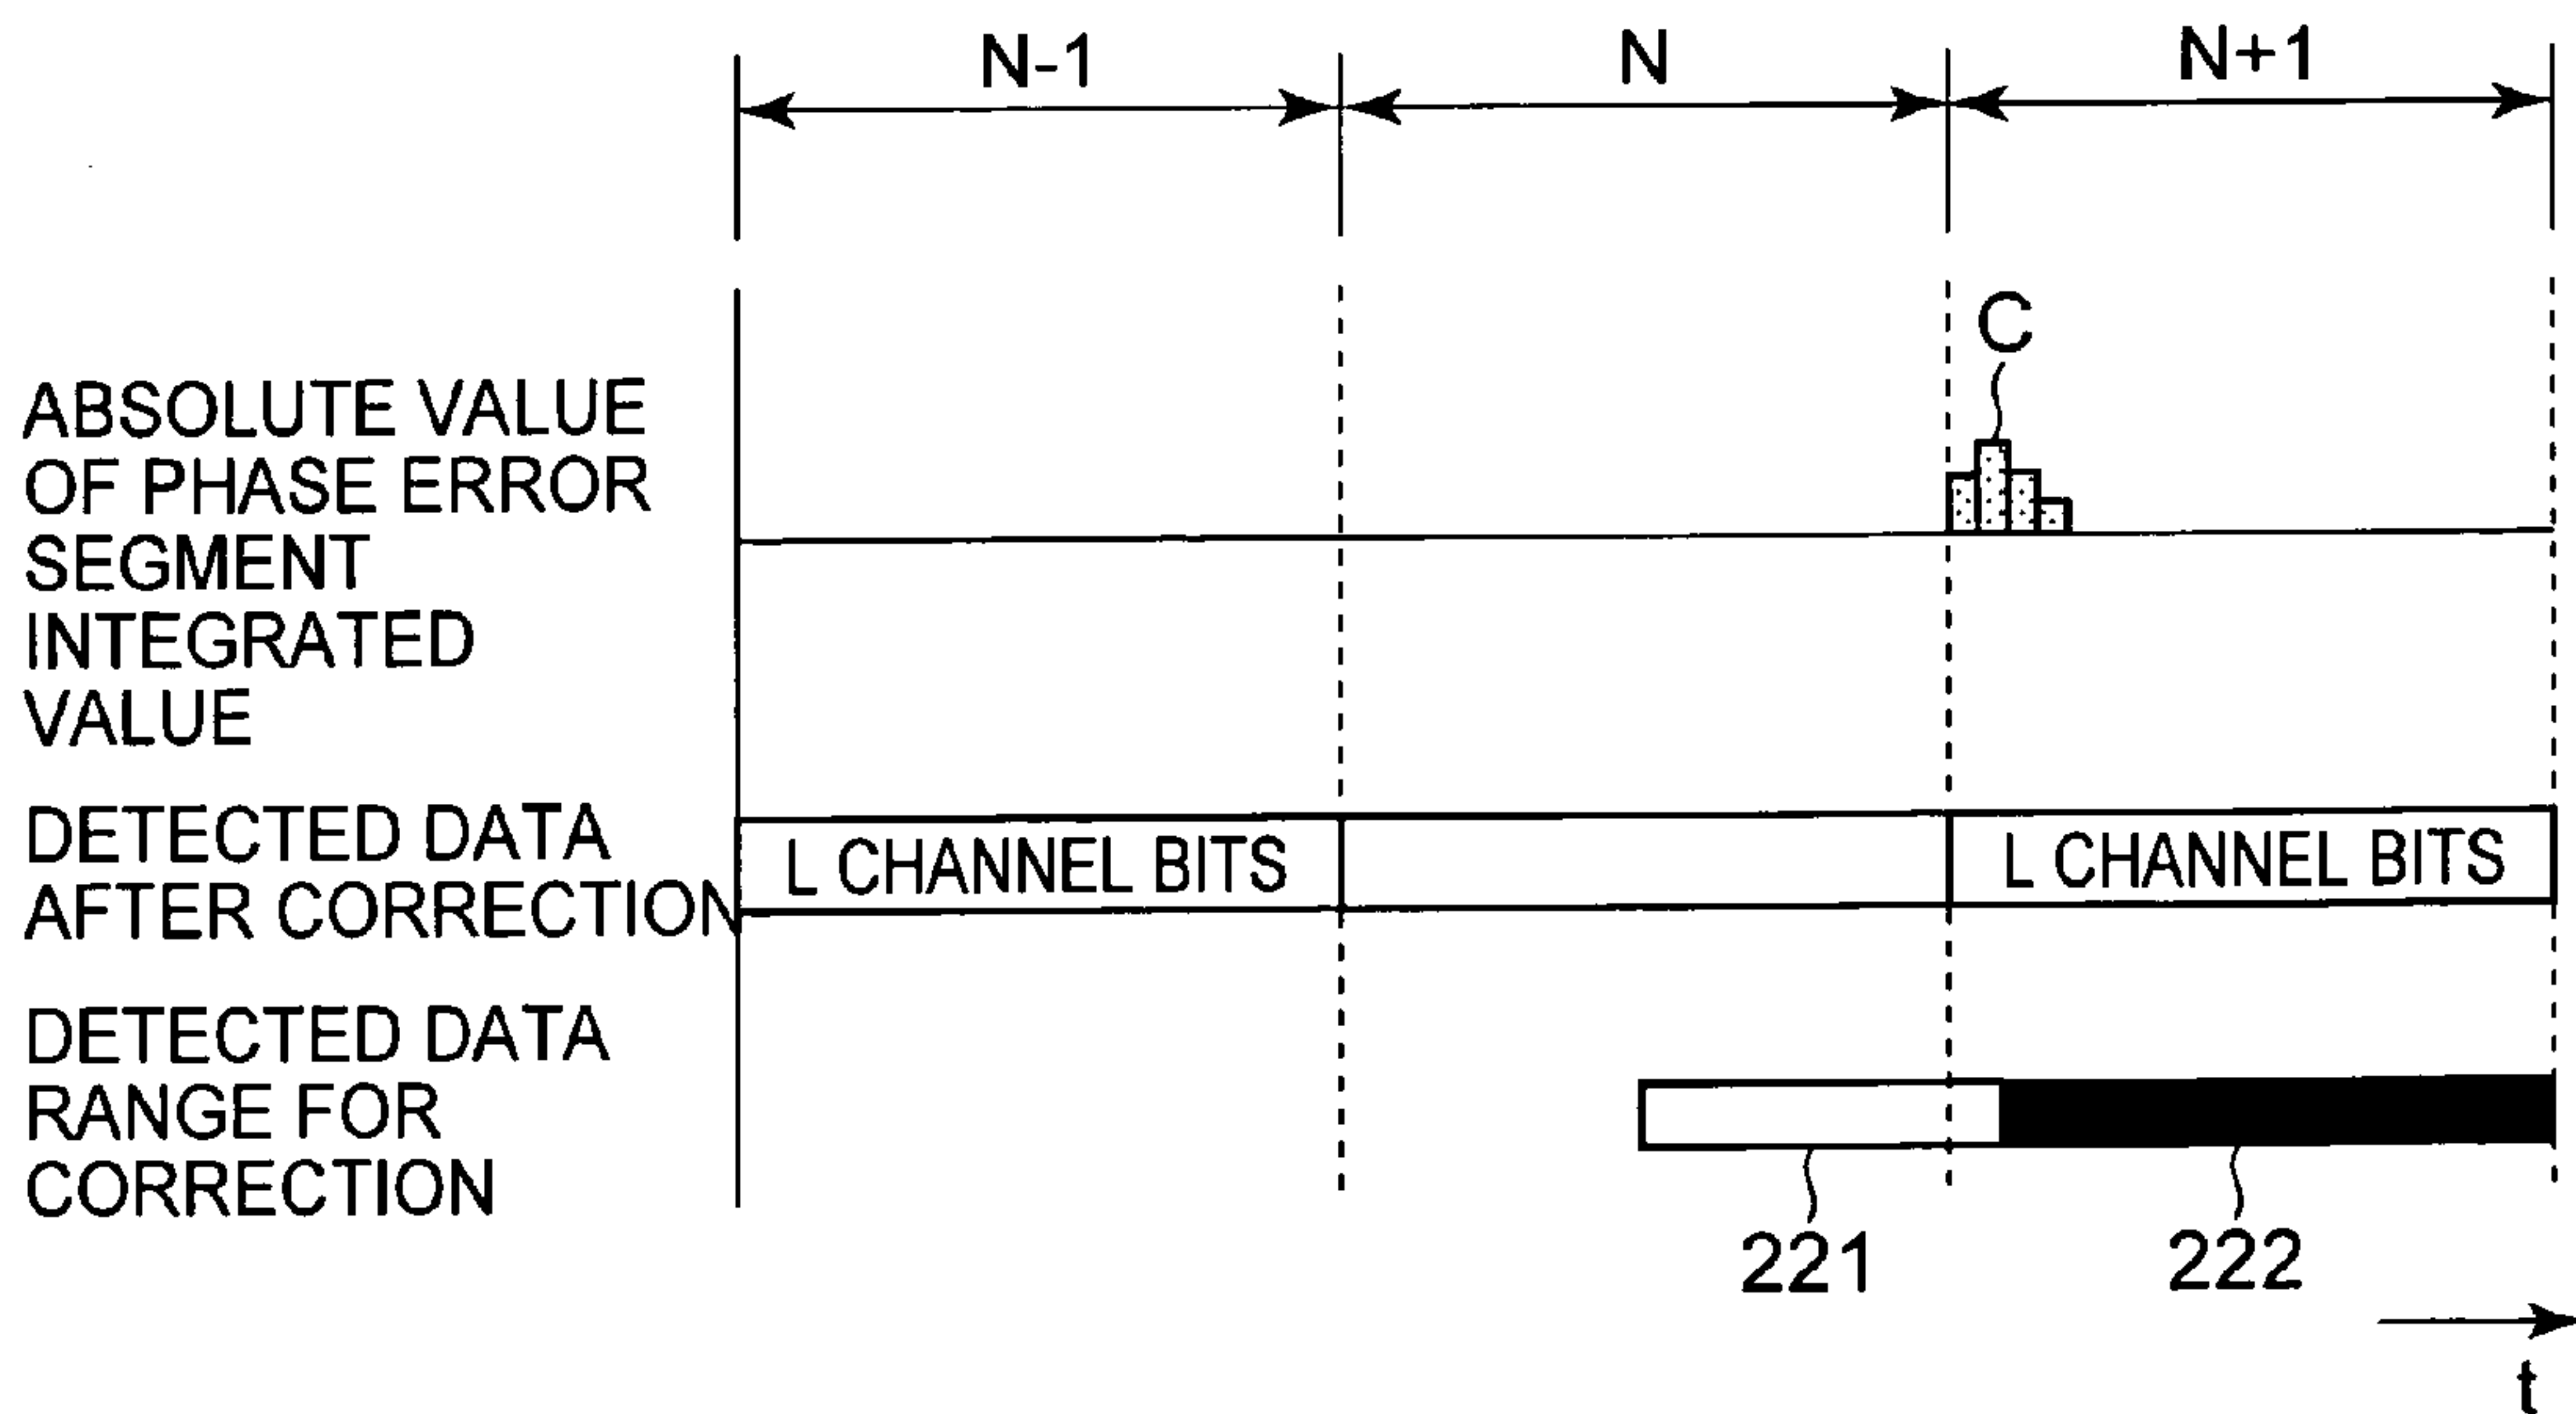 N-1
N
N+1
C
ABSOLUTE VALUE
OF PHASE ERROR
SEGMENT
INTEGRATED
VALUE
DETECTED DATA
AFTER CORRECTION
L CHANNEL BITS
L CHANNEL BITS
DETECTED DATA
RANGE FOR
CORRECTION
221
222
t